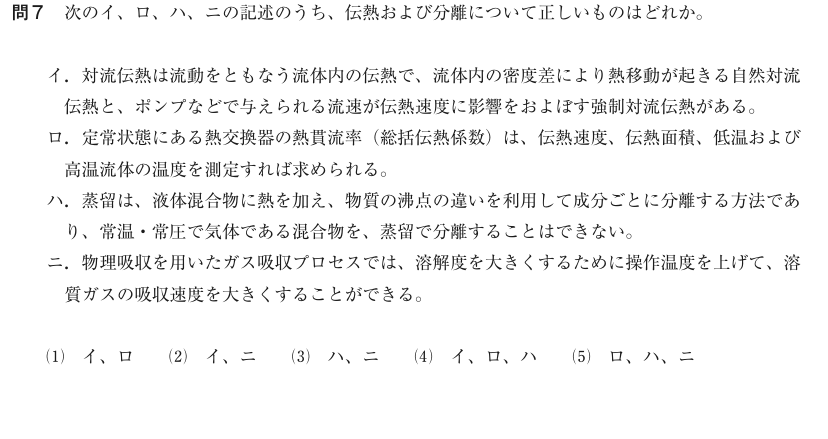 問7　次のイ、ロ、ハ、ニの記述のうち、伝熱および分離について正しいものはどれか。
イ．対流伝熱は流動をともなう流体内の伝熱で、流体内の密度差により熱移動が起きる自然対流
伝熱と、ポンプなどで与えられる流速が伝熱速度に影響をおよぼす強制対流伝熱がある。
ロ．定常状態にある熱交換器の熱貫流率（総括伝熱係数）は、伝熱速度、伝熱面積、低温および
高温流体の温度を測定すれば求められる。
ハ．蒸留は、液体混合物に熱を加え、物質の沸点の違いを利用して成分ごとに分離する方法であ
り、常温・常圧で気体である混合物を、蒸留で分離することはできない。
ニ．物理吸収を用いたガス吸収プロセスでは、溶解度を大きくするために操作温度を上げて、溶
質ガスの吸収速度を大きくすることができる。
(1)　イ、ロ　(2)　イ、ニ　(3)　ハ、ニ　(4)　イ、ロ、ハ　(5)　ロ、ハ、ニ